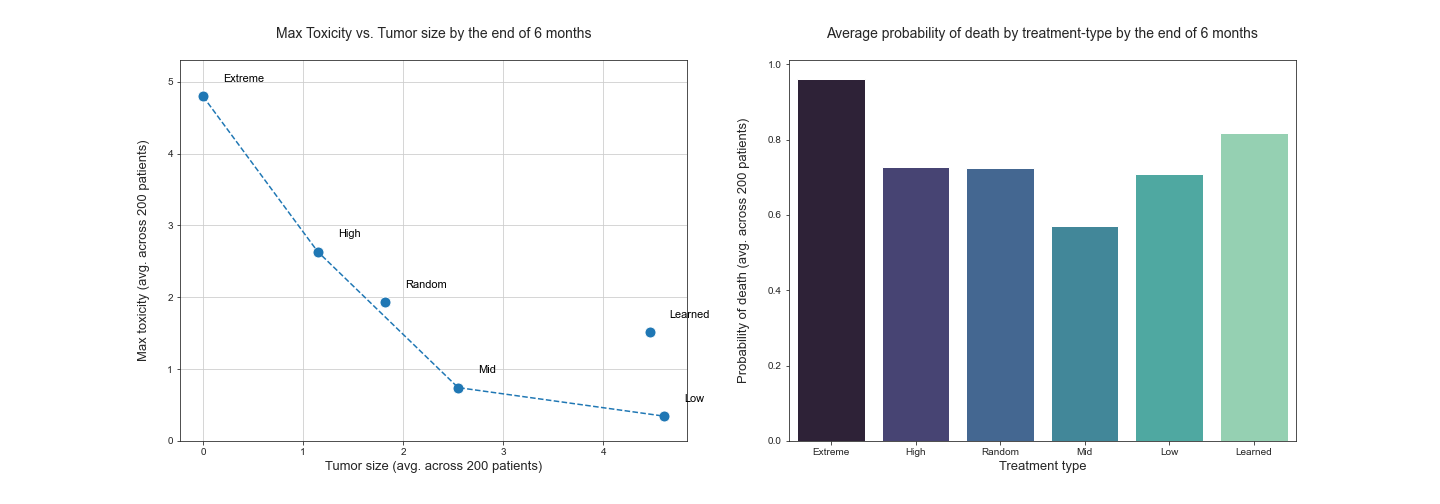 Max Toxicity vs. Tumor size by the end of 6 months
Max toxicity (avg. across 200 patients)
5
4
3
2
1
0
Extreme
High
Random
Learned
Mid
Low
0
1
2
3
4
Tumor size (avg. across 200 patients)
Average probability of death by treatment-type by the end of 6 months
Probability of death (avg. across 200 patients)
1.0
0.8
0.6
0.4
0.2
0.0
Extreme
High
Random
Mid
Low
Learned
Treatment type